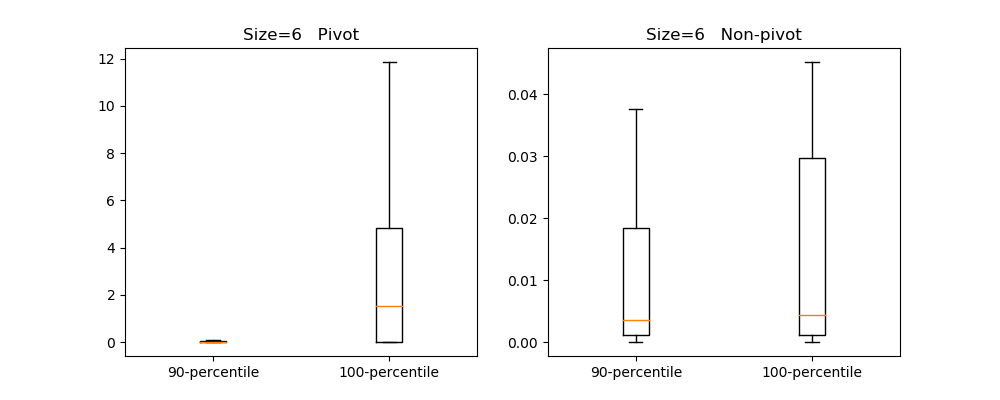 Size=6   Pivot
12
10
8
6
4
2
0
90-percentile
100-percentile
Size=6   Non-pivot
0.04
0.03
0.02
0.01
0.00
90-percentile
100-percentile